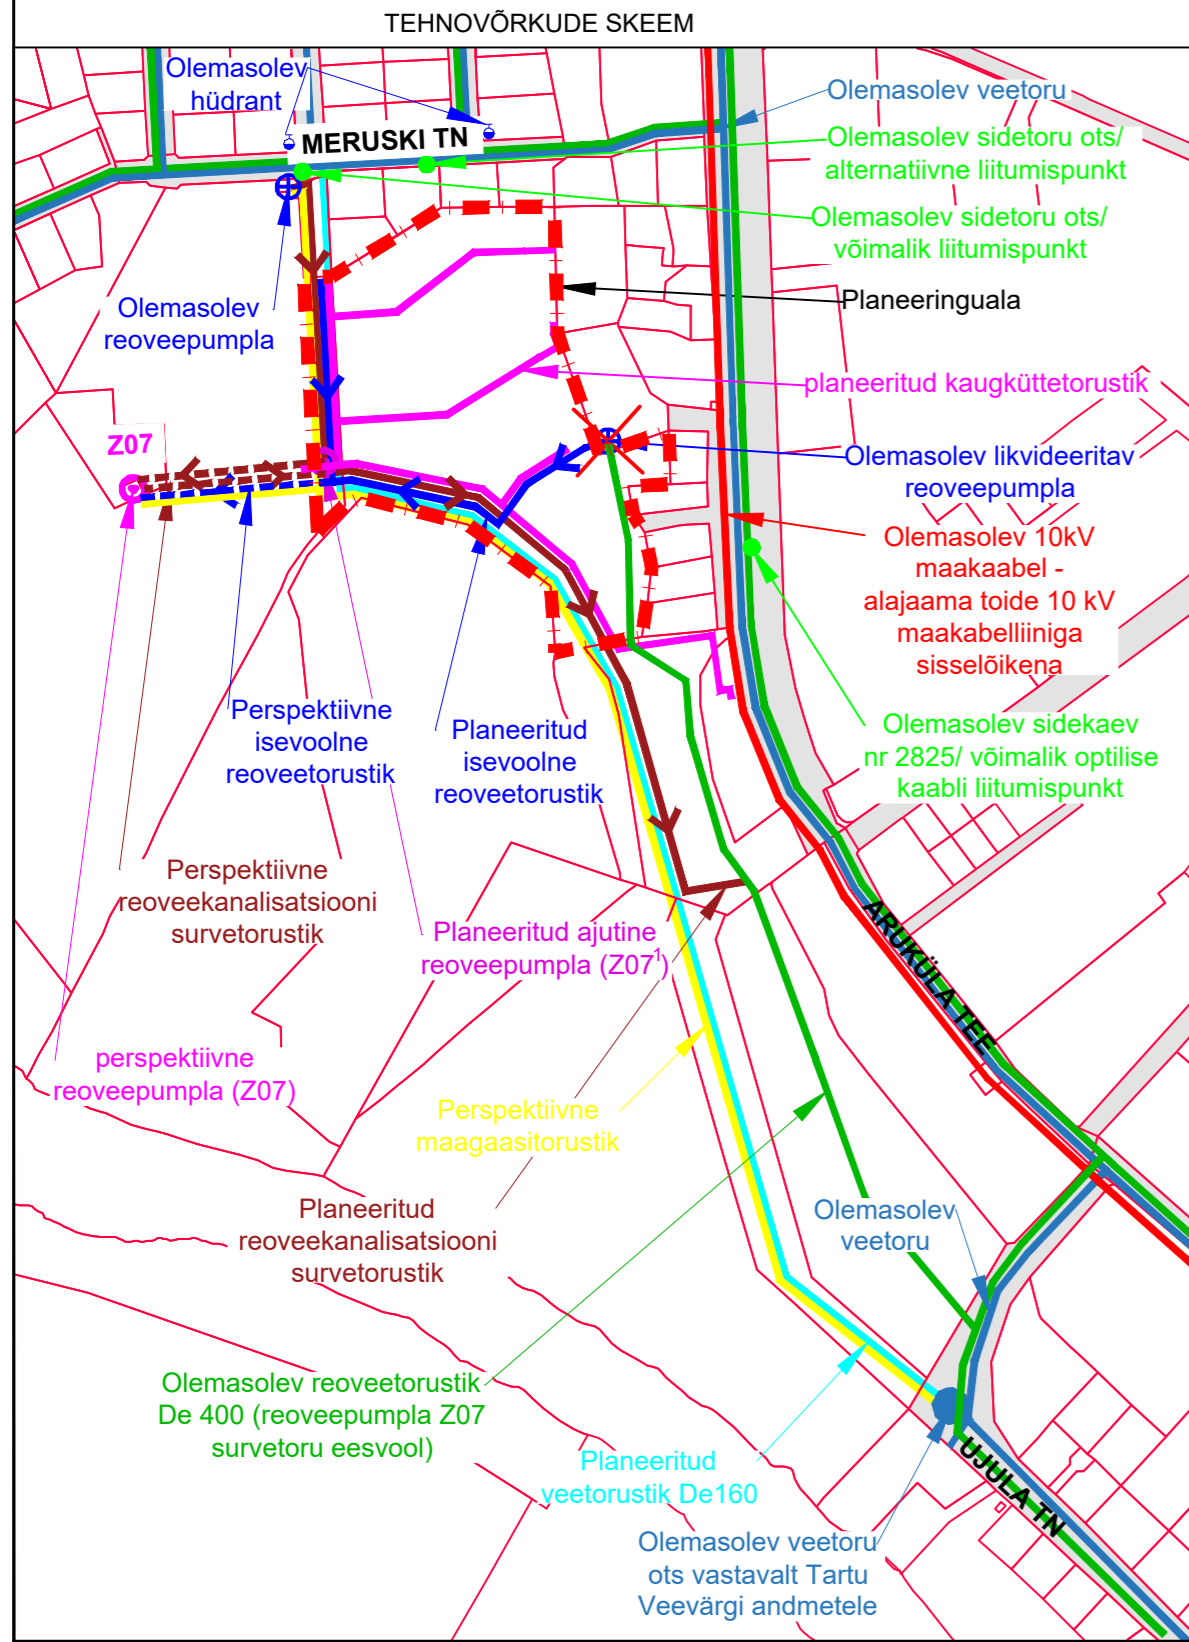 TEHNOVÕRKUDE SKEEM
Olemasolev
hüdrant
MERUSKI TN
Olemasolev veetoru
Olemasolev sidetoru ots/
alternatiivne liitumispunkt
Olemasolev sidetoru ots/
võimalik liitumispunkt
Olemasolev
reoveepumpla
Planeeringuala
planeeritud kaugküttetorustik
Z07
Olemasolev likvideeritav
reoveepumpla
Olemasolev 10kV
maakaabel -
alajaama toide 10 kV
maakabelliiniga
sisselõikena
Perspektiivne
isevoolne
reoveetorustik
Planeeritud
isevoolne
reoveetorustik
Olemasolev sidekaev
nr 2825/ võimalik optilise
kaabli liitumispunkt
Perspektiivne
reoveekanalisatsiooni
survetorustik
Planeeritud ajutine
reoveepumpla (Z07¹)
ARUKÜLA TEE
perspektiivne
reoveepumpla (Z07)
Perspektiivne
maagaasitorustik
Planeeritud
reoveekanalisatsiooni
survetorustik
Olemasolev
veetoru
Olemasolev reoveetorustik
De 400 (reoveepumpla Z07
survetoru eesvool)
Planeeritud
veetorustik De160
UJULA TN
Olemasolev veetoru
ots vastavalt Tartu
Veevärgi andmetele